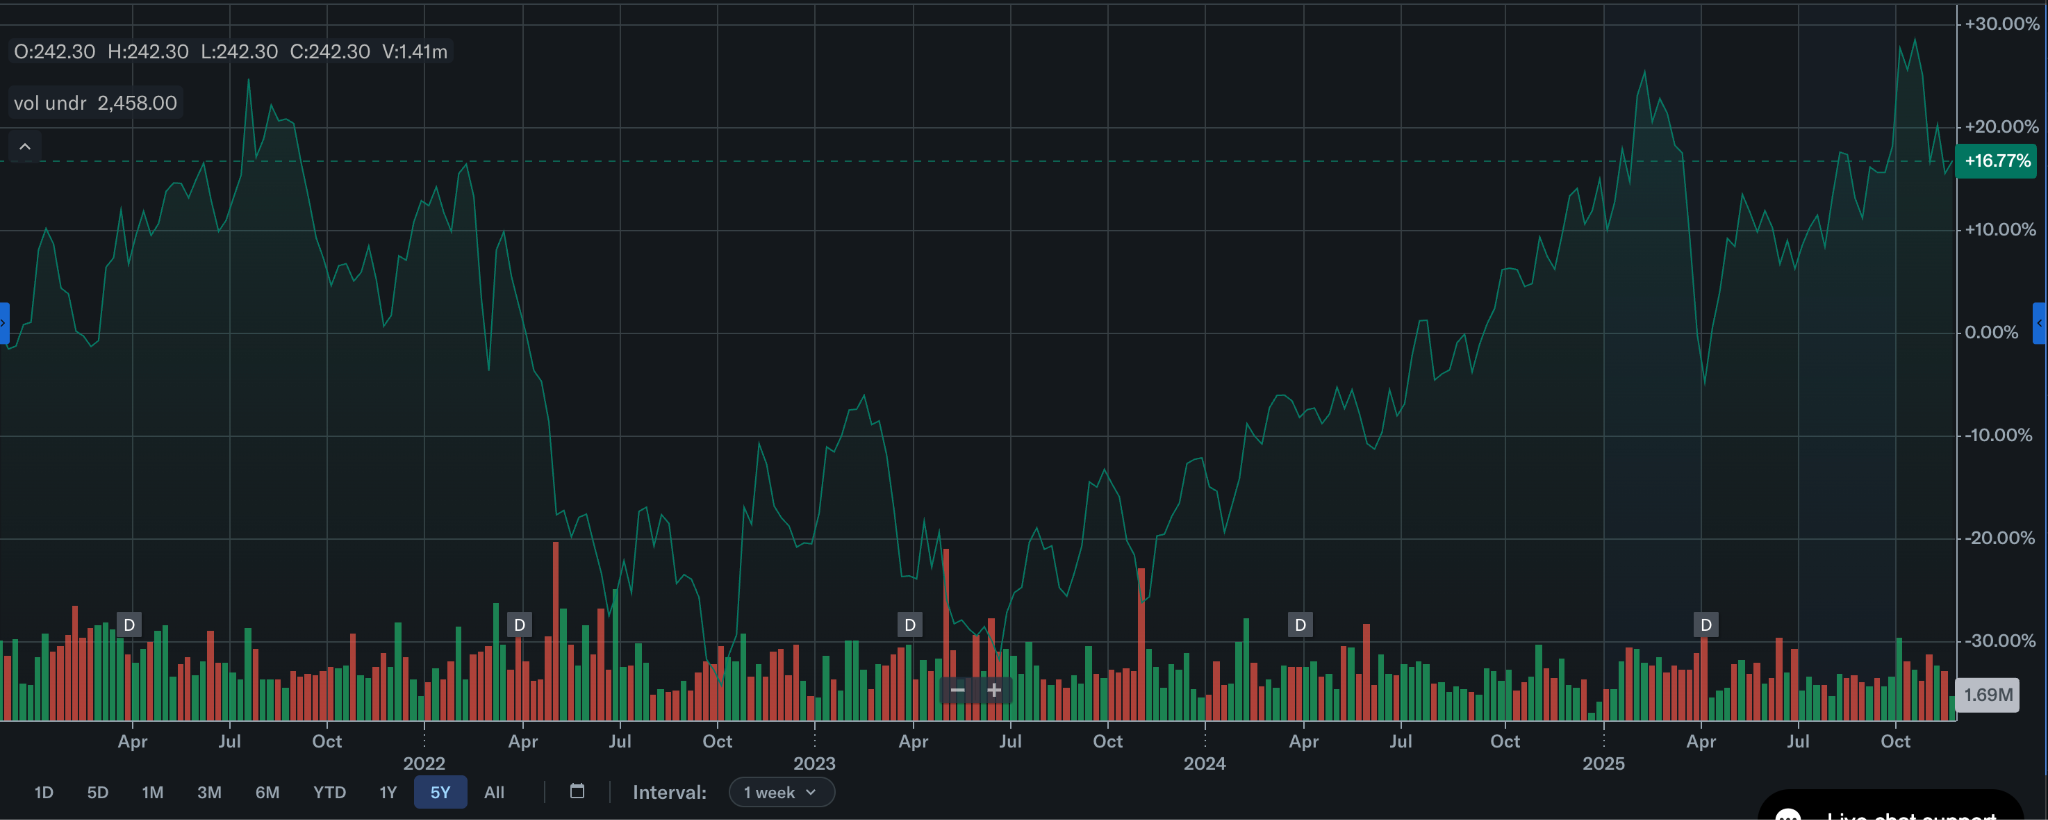 +30.00%
O:242.30 H:242.30 L:242.30 C:242.30 V:1.41m
vol undr 2,458.00
+20.00%
+16.77%
+10.00%
0.00%
-10.00%
-20.00%
D D D D D
-30.00%
− +
1.69M
Apr Jul Oct Apr Jul Oct Apr Jul Oct Apr Jul Oct Apr Jul Oct
2022 2023 2024 2025
1D 5D 1M 3M 6M YTD 1Y 5Y All Interval: 1 week
Live chat support